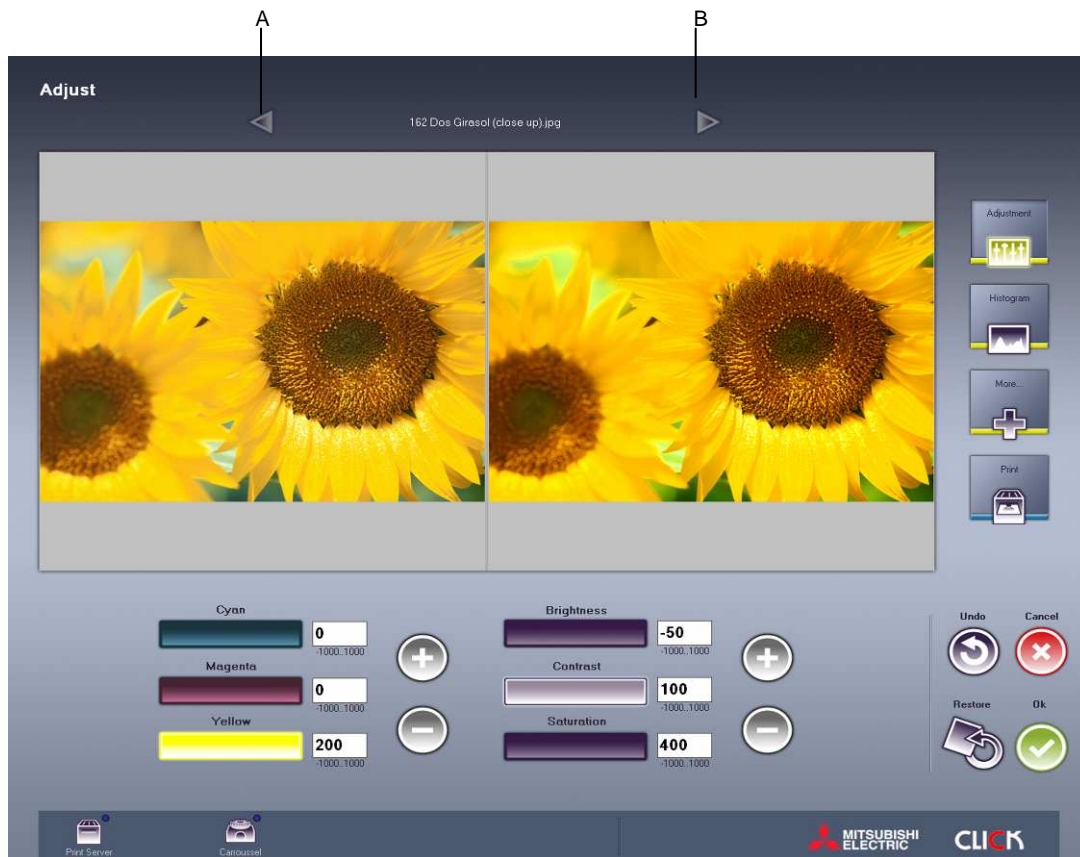 A B
Adjust
162 Dos Girasol (close up).jpg
Adjustment
Histogram
More...
Print
Cyan
0
-1000..1000
Magenta
0
-1000..1000
Yellow
200
-1000..1000
Brightness
-50
-1000..1000
Contrast
100
-1000..1000
Saturation
400
-1000..1000
Undo Cancel
Restore Ok
Print Server Carroussel
MITSUBISHI
ELECTRIC
CLICK